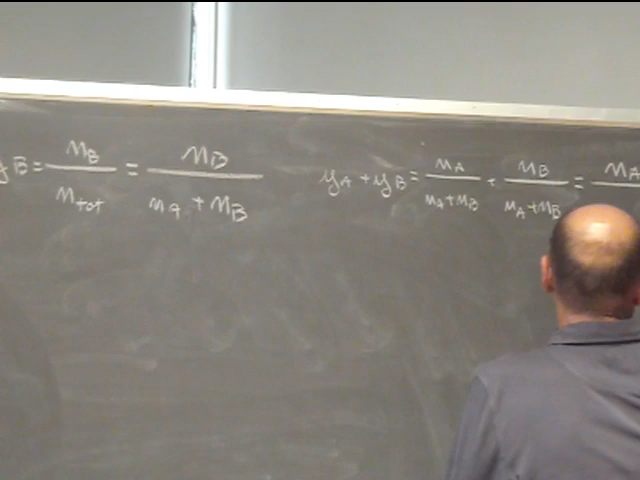 y_B = m_B / m_tot = m_B / (m_A + m_B)
y_A + y_B = m_A / (m_A + m_B) + m_B / (m_A + m_B) = m_A